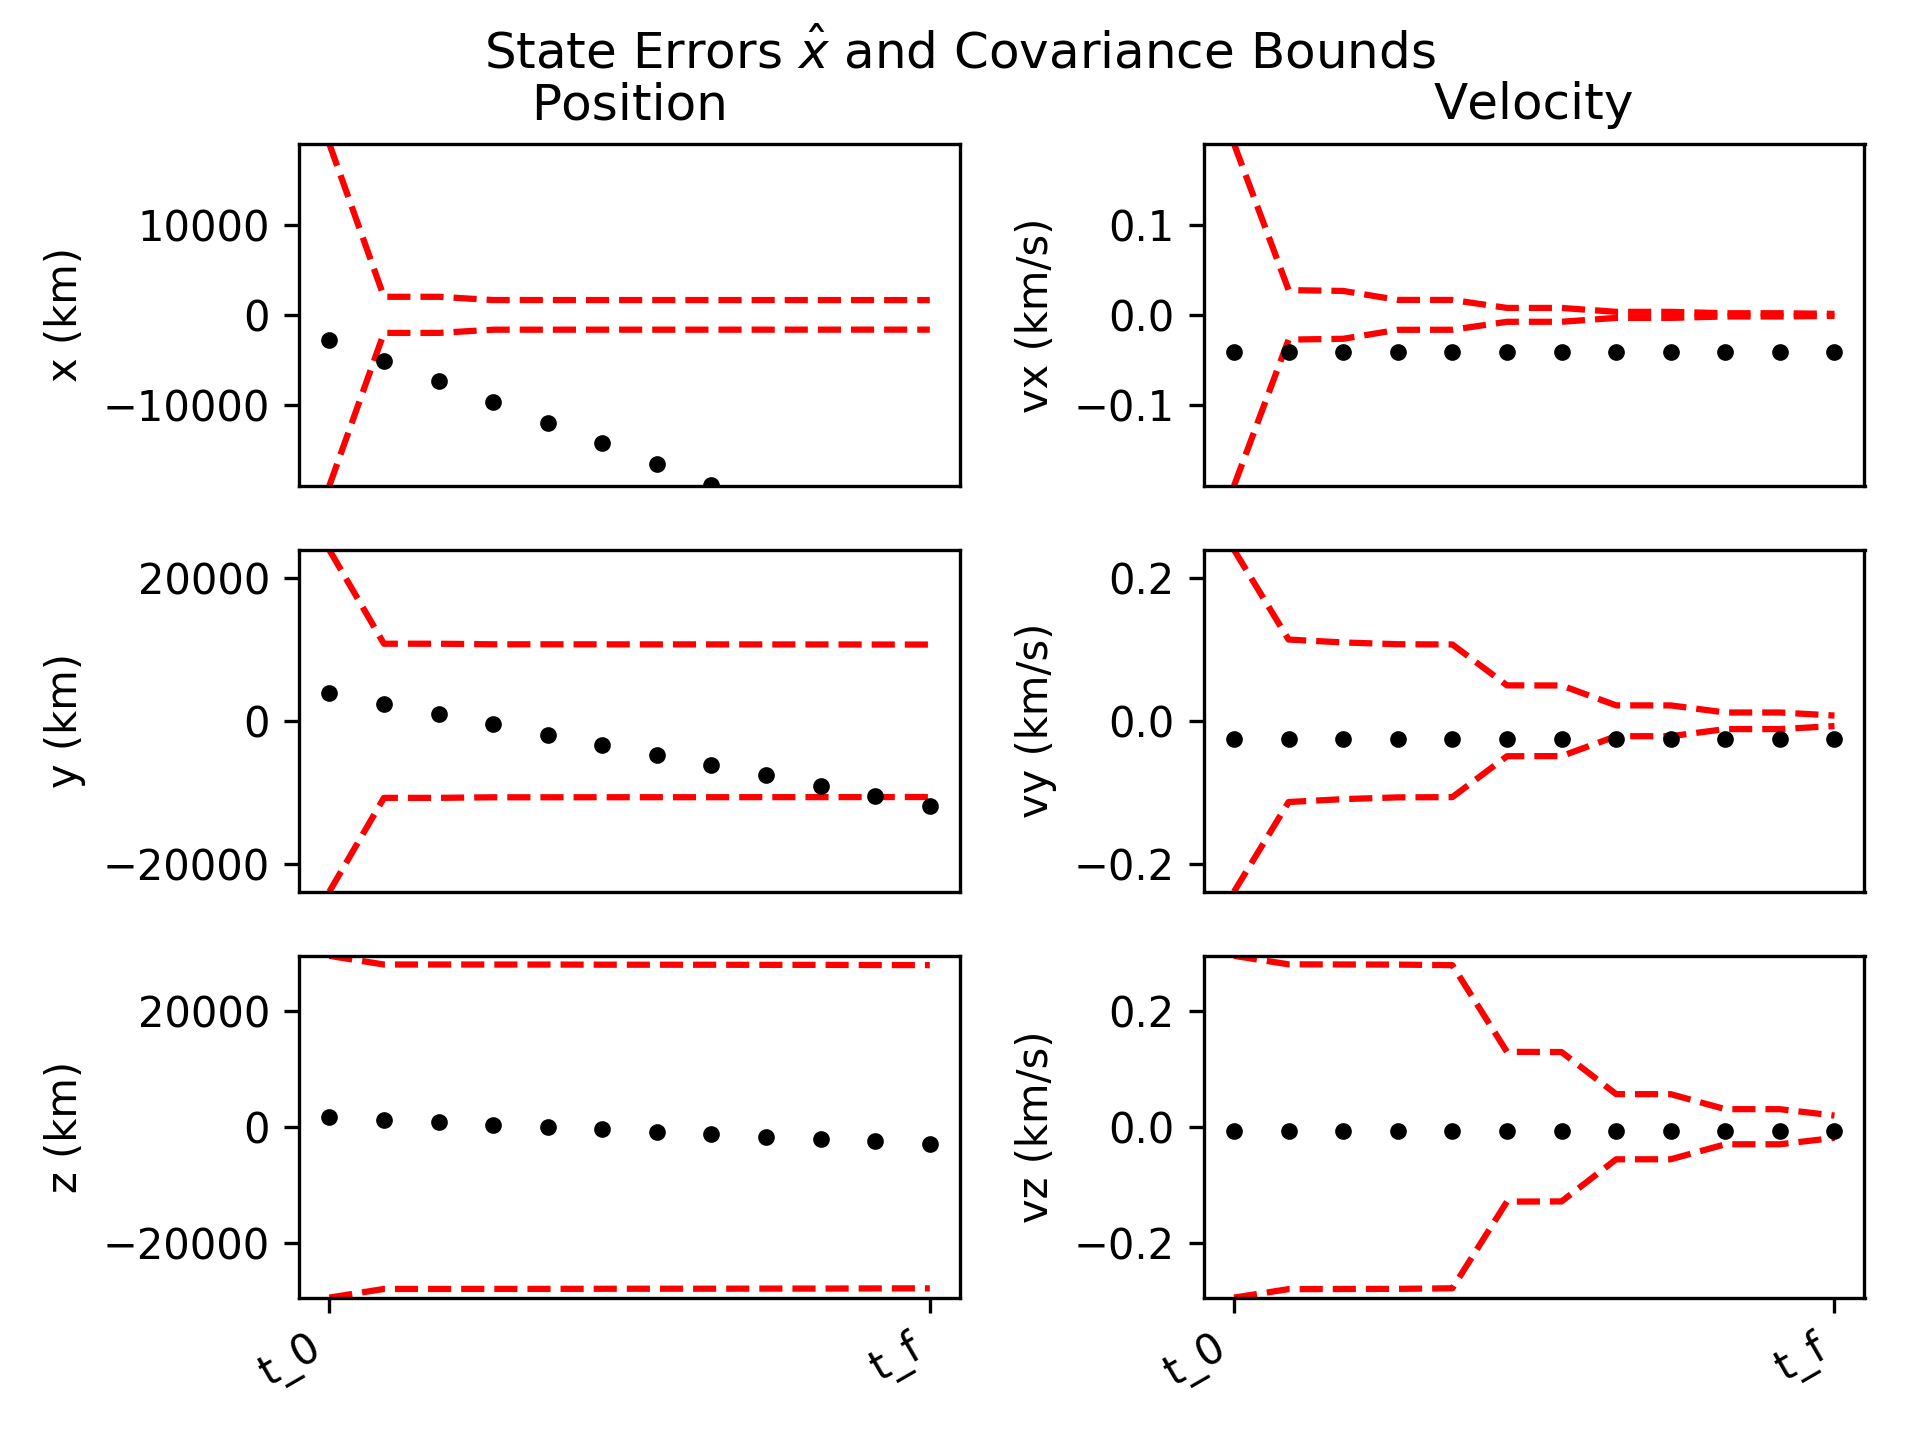 State Errors x̂ and Covariance Bounds
Position
Velocity
x (km)
10000
0
−10000
vx (km/s)
0.1
0.0
−0.1
y (km)
20000
0
−20000
vy (km/s)
0.2
0.0
−0.2
z (km)
20000
0
−20000
vz (km/s)
0.2
0.0
−0.2
t_0
t_f
t_0
t_f